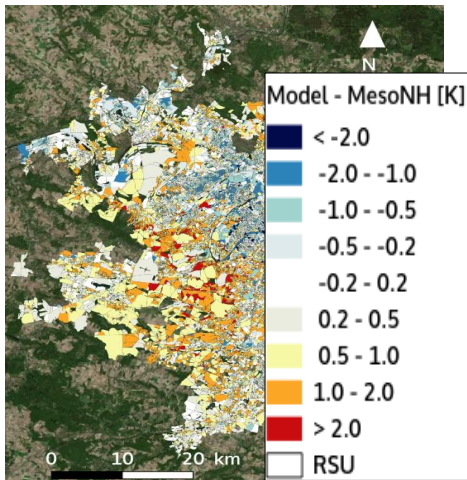 N
Model - MesoNH [K]
< -2.0
-2.0 - -1.0
-1.0 - -0.5
-0.5 - -0.2
-0.2 - 0.2
0.2 - 0.5
0.5 - 1.0
1.0 - 2.0
> 2.0
RSU
0 10 20 km